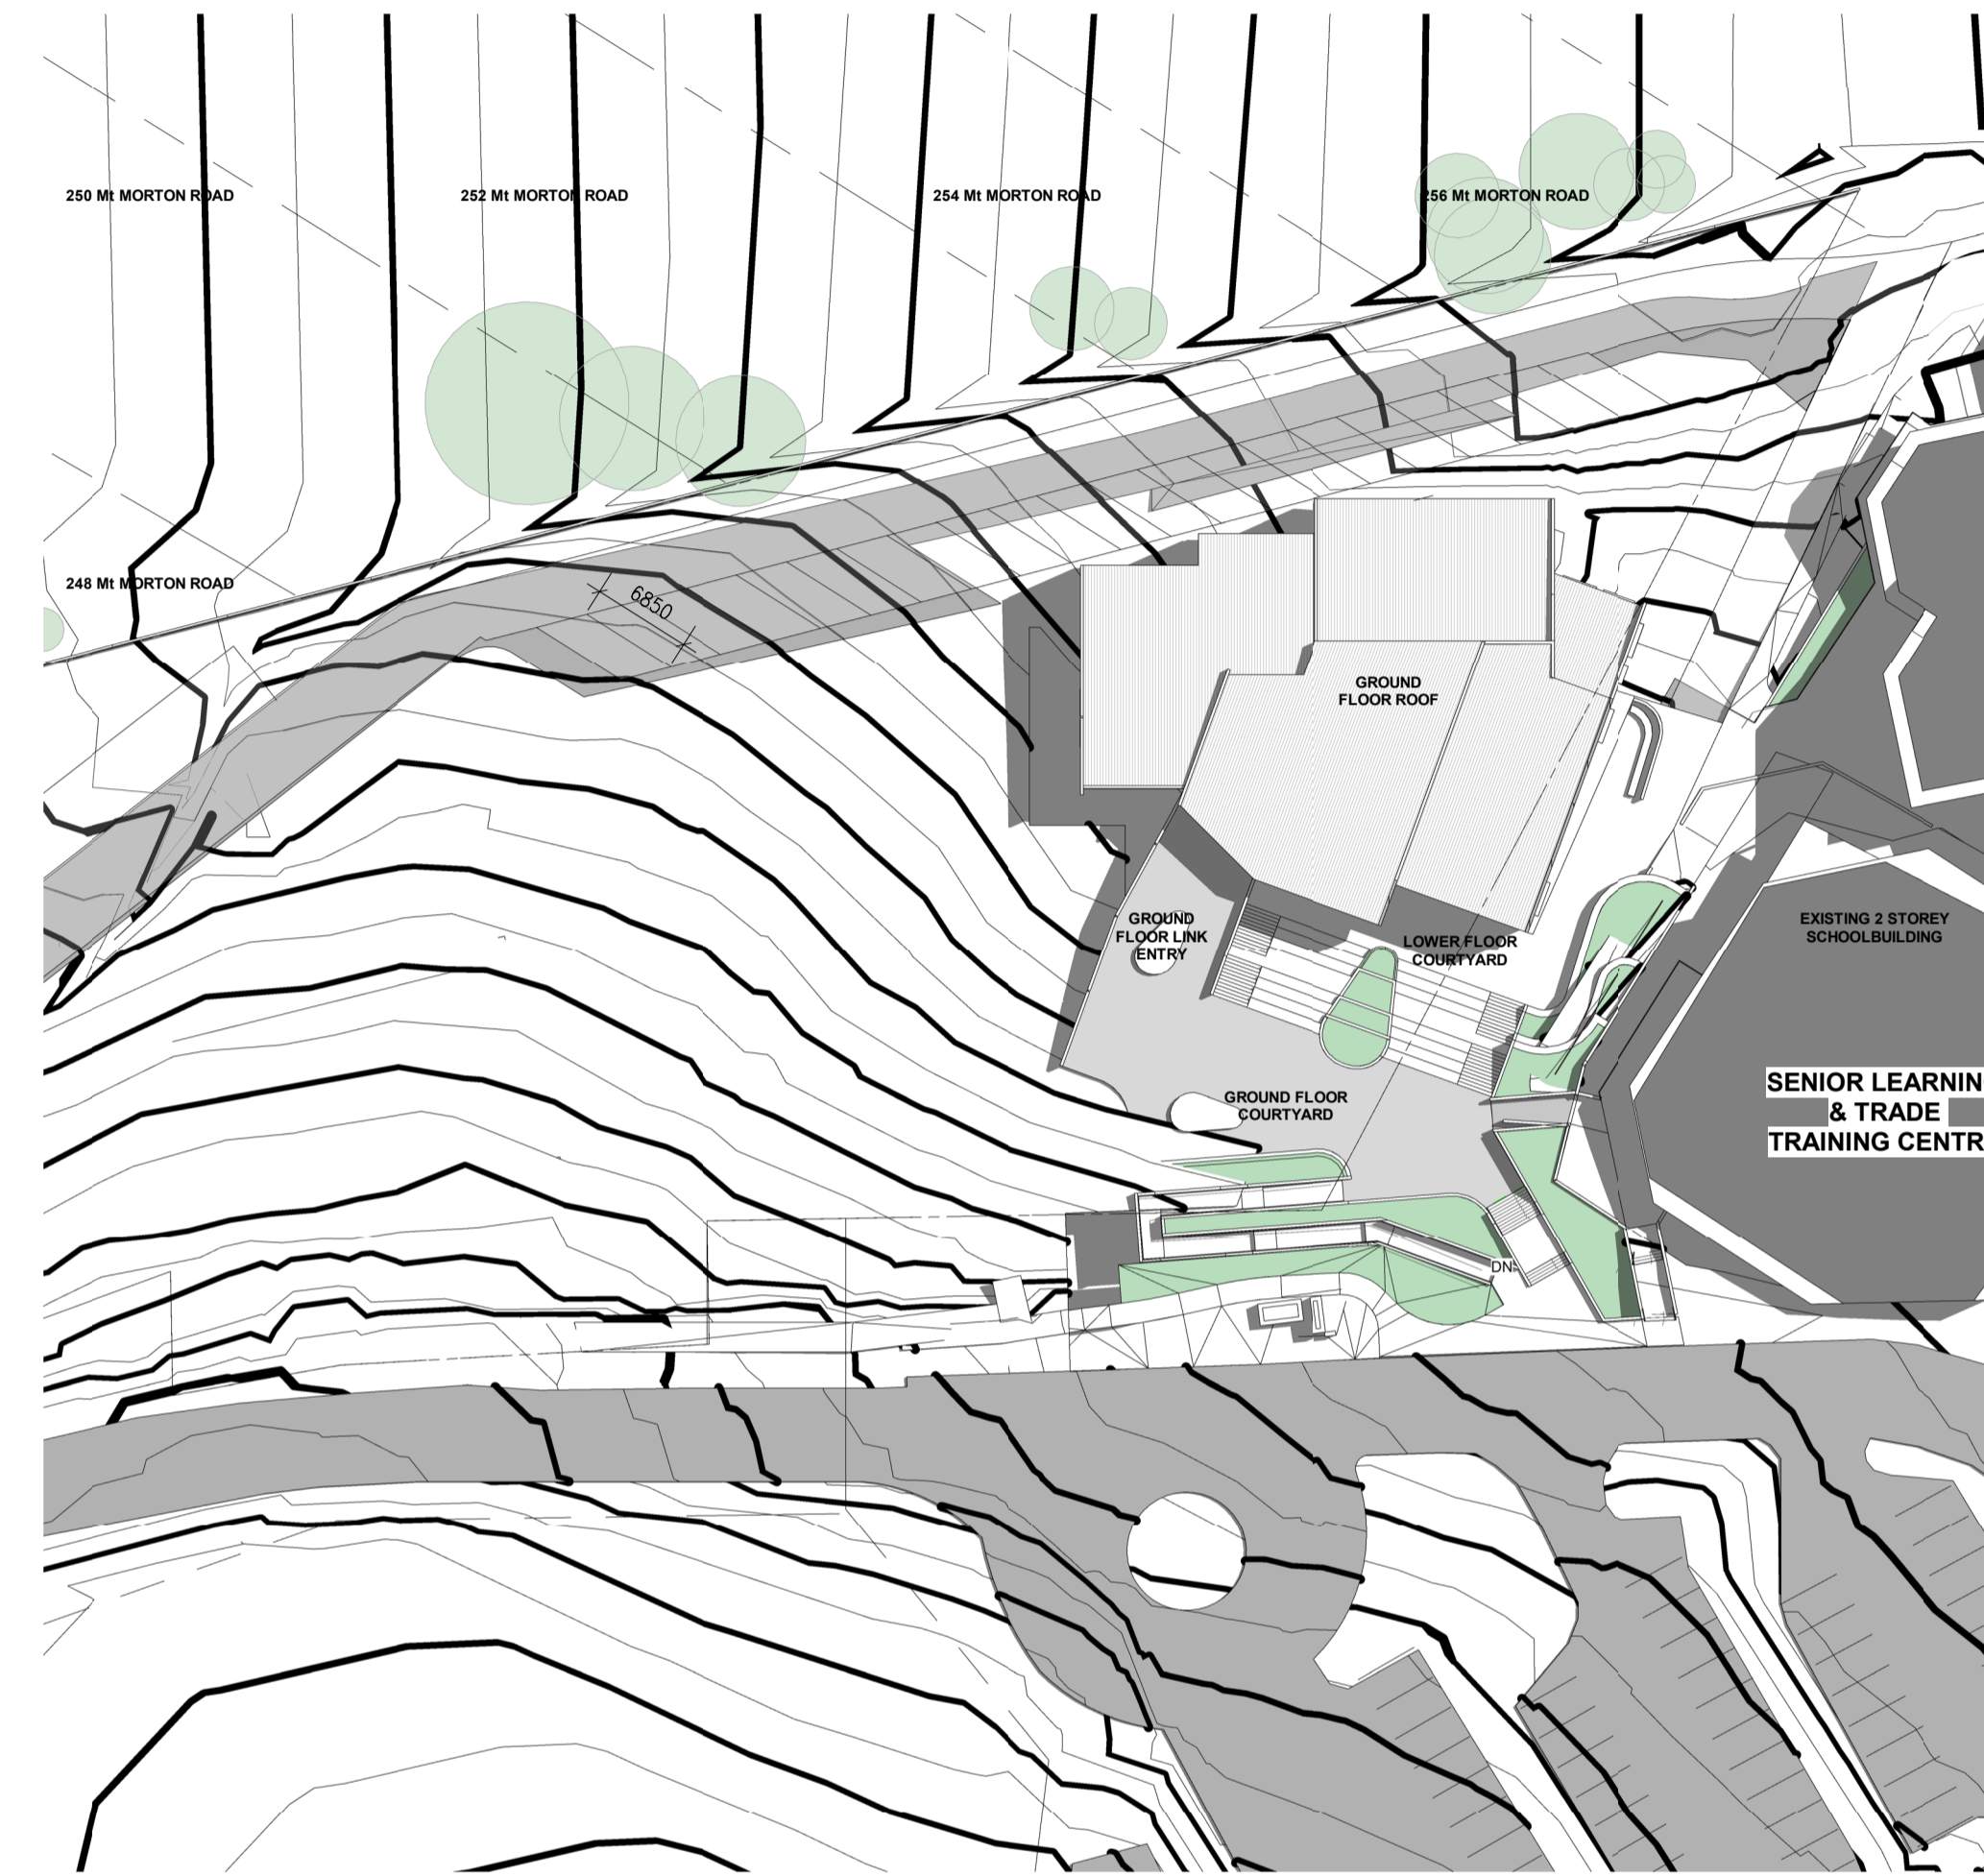 250 Mt MORTON ROAD
252 Mt MORTON ROAD
254 Mt MORTON ROAD
256 Mt MORTON ROAD
248 Mt MORTON ROAD
6850
GROUND
FLOOR ROOF
GROUND
FLOOR LINK
ENTRY
LOWER FLOOR
COURTYARD
EXISTING 2 STOREY
SCHOOLBUILDING
GROUND FLOOR
COURTYARD
SENIOR LEARNIN
& TRADE
TRAINING CENTR
DN